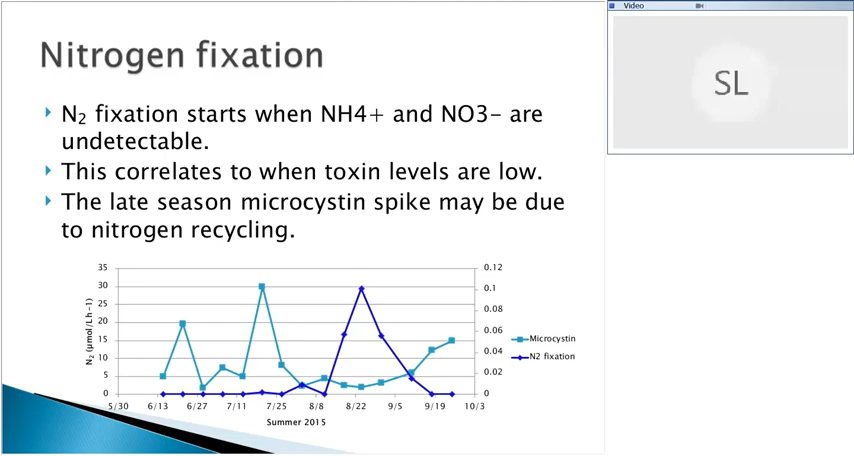 Nitrogen fixation
N₂ fixation starts when NH4+ and NO3- are
undetectable.
This correlates to when toxin levels are low.
The late season microcystin spike may be due
to nitrogen recycling.
N₂ (µmol/L h-1)
35
30
25
20
15
10
5
0
0.12
0.1
0.08
0.06
0.04
0.02
0
5/30 6/13 6/27 7/11 7/25 8/8 8/22 9/5 9/19 10/3
Summer 2015
Microcystin
N2 fixation
Video
SL